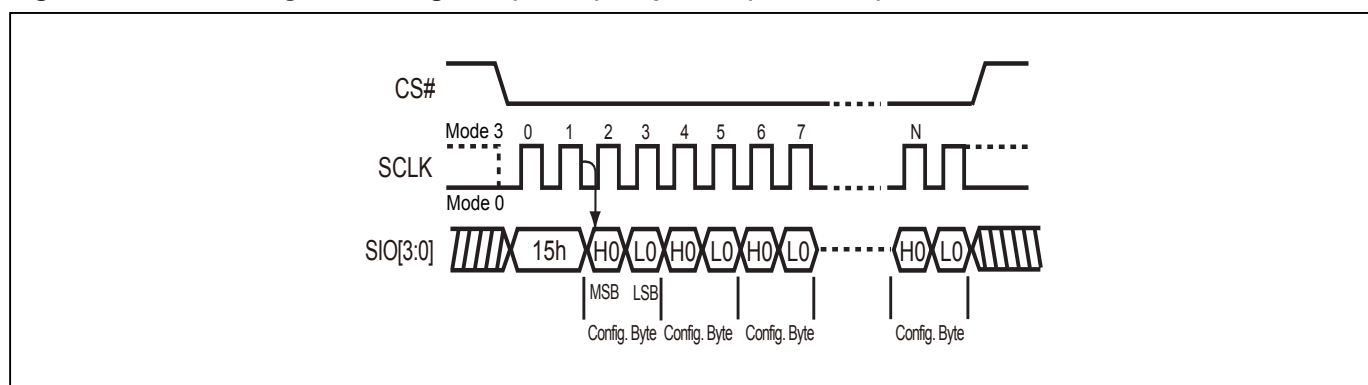 CS#
Mode 3 0 1 2 3 4 5 6 7 N
SCLK
Mode 0
SIO[3:0] 15h H0 L0 H0 L0 H0 L0 H0 L0
MSB LSB
Config. Byte Config. Byte Config. Byte Config. Byte